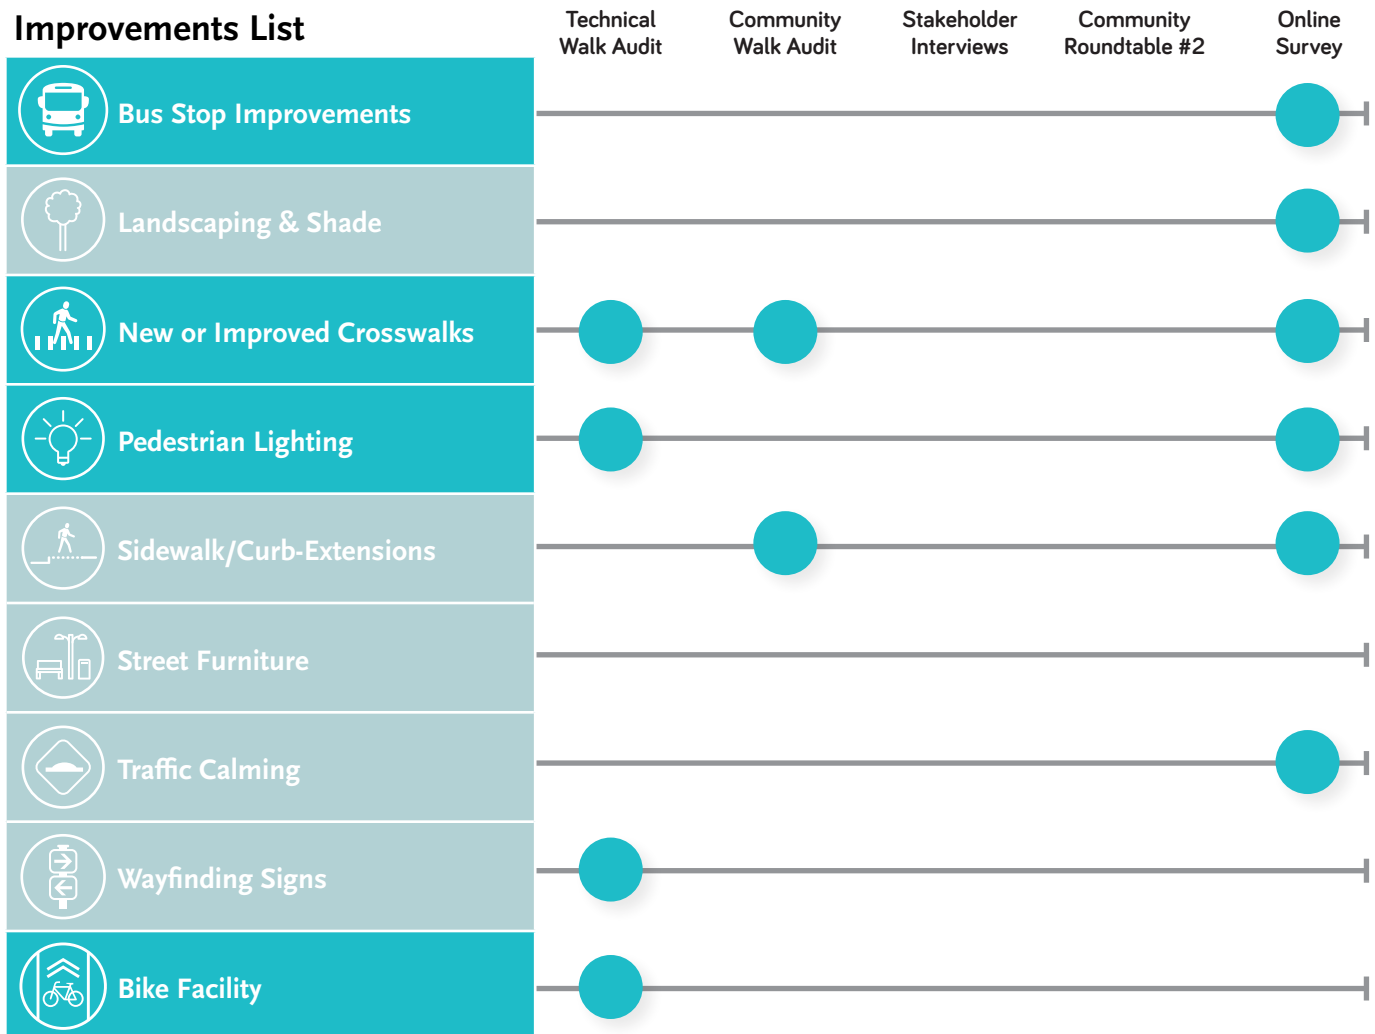 Improvements List
Technical
Walk Audit
Community
Walk Audit
Stakeholder
Interviews
Community
Roundtable #2
Online
Survey
Bus Stop Improvements
Landscaping & Shade
New or Improved Crosswalks
Pedestrian Lighting
Sidewalk/Curb-Extensions
Street Furniture
Traffic Calming
Wayfinding Signs
Bike Facility